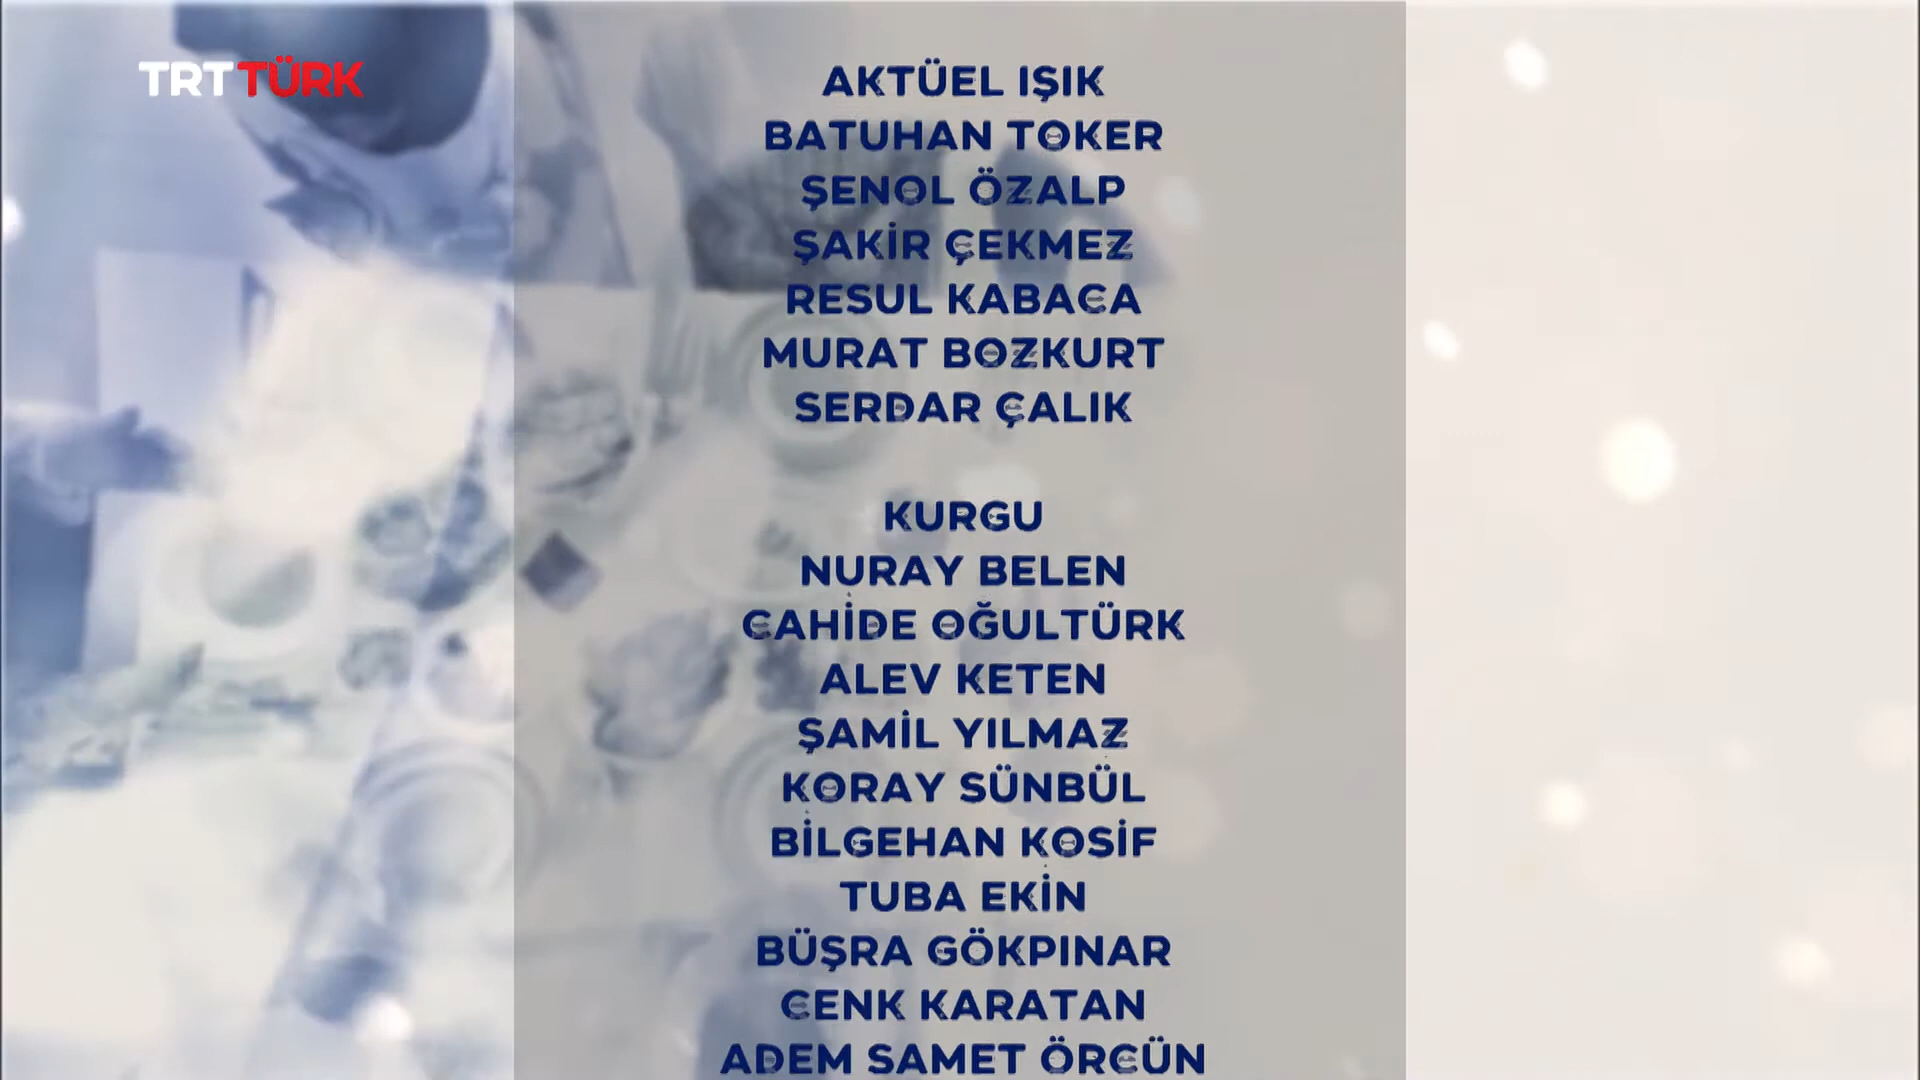 TRT TÜRK
AKTÜEL IŞIK
BATUHAN TOKER
ŞENOL ÖZALP
ŞAKİR ÇEKMEZ
RESUL KABACA
MURAT BOZKURT
SERDAR ÇALIK
KURGU
NURAY BELEN
CAHİDE OĞULTÜRK
ALEV KETEN
ŞAMİL YILMAZ
KORAY SÜNBÜL
BİLGEHAN KOSİF
TUBA EKİN
BÜŞRA GÖKPINAR
CENK KARATAN
ADEM SAMET ÖRCÜN